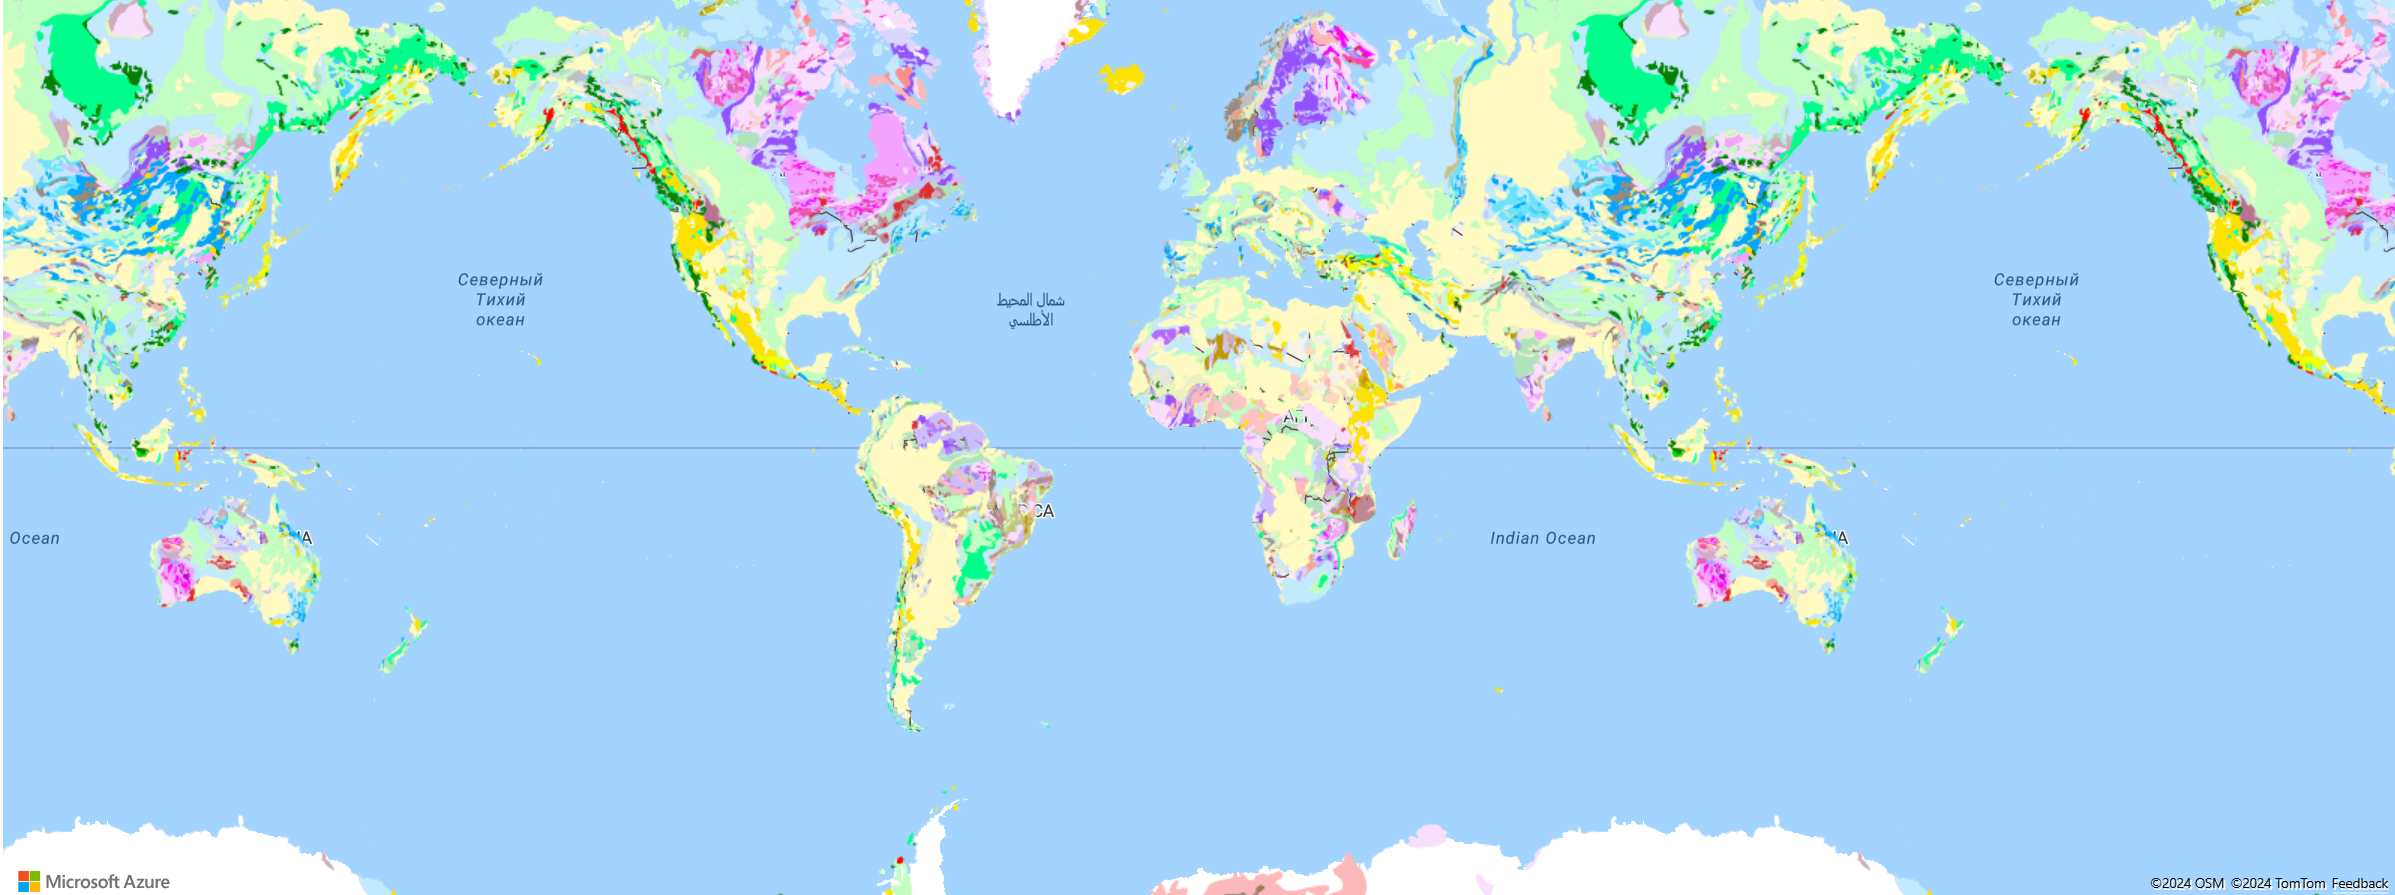 Северный
Тихий
океан
شمال المحيط
الأطلسي
Северный
Тихий
океан
Ocean
Indian Ocean
Microsoft Azure
©2024 OSM ©2024 TomTom Feedback